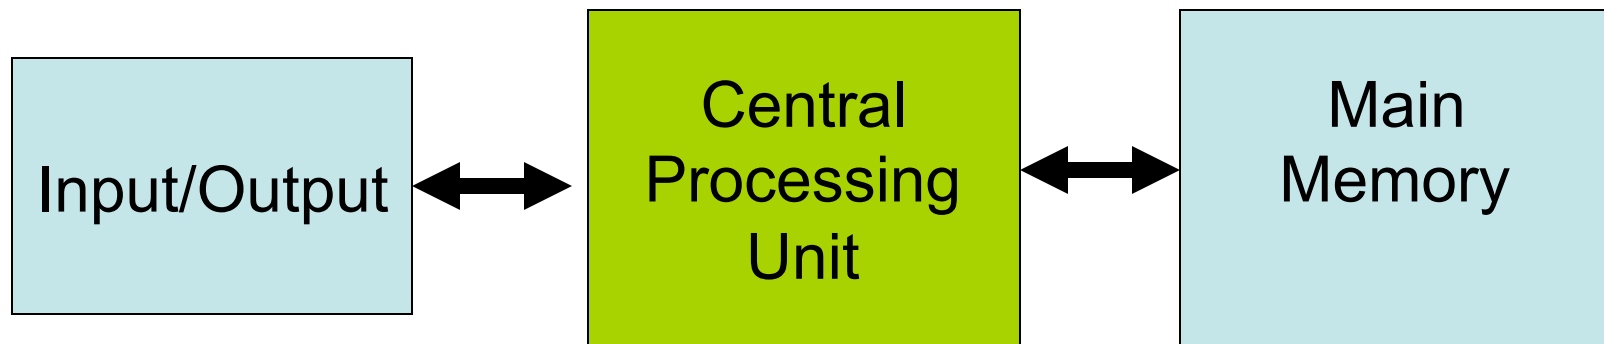 Input/Output
Central
Processing
Unit
Main
Memory